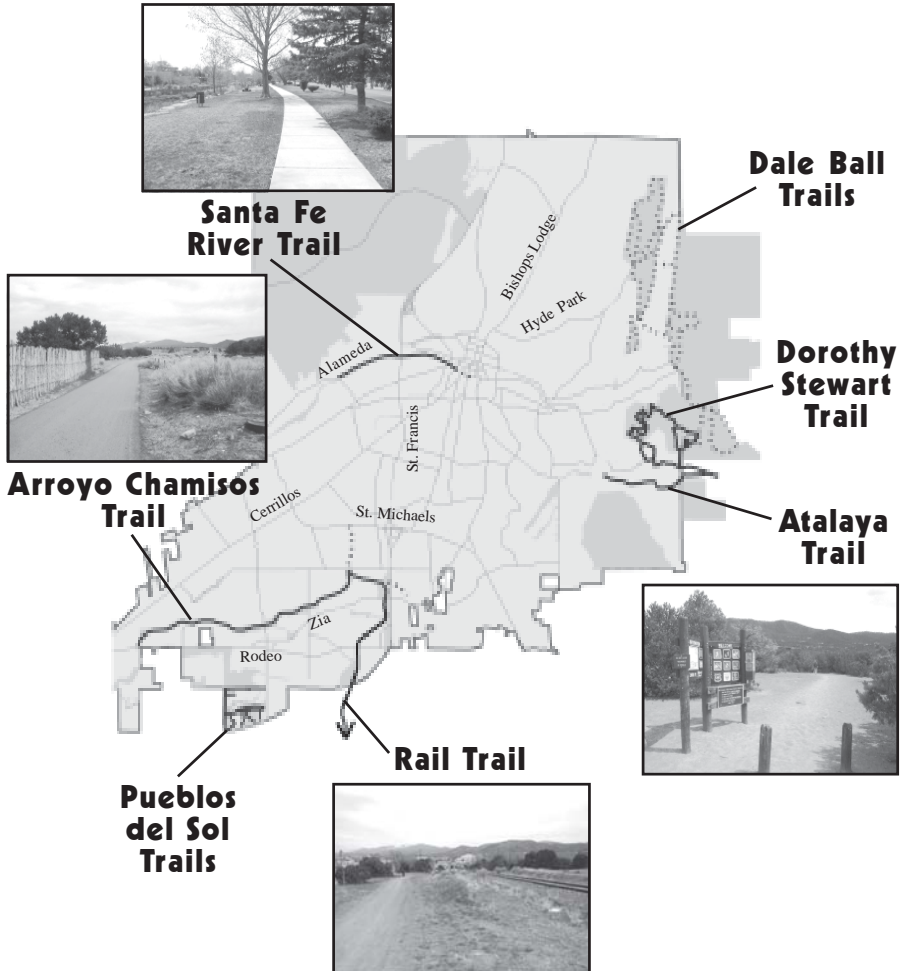 Santa Fe
River Trail
Dale Ball
Trails
Bishops Lodge
Hyde Park
Alameda
Dorothy
Stewart
Trail
St. Francis
Arroyo Chamisos
Trail
Cerrillos
St. Michaels
Atalaya
Trail
Zia
Rodeo
Rail Trail
Pueblos
del Sol
Trails